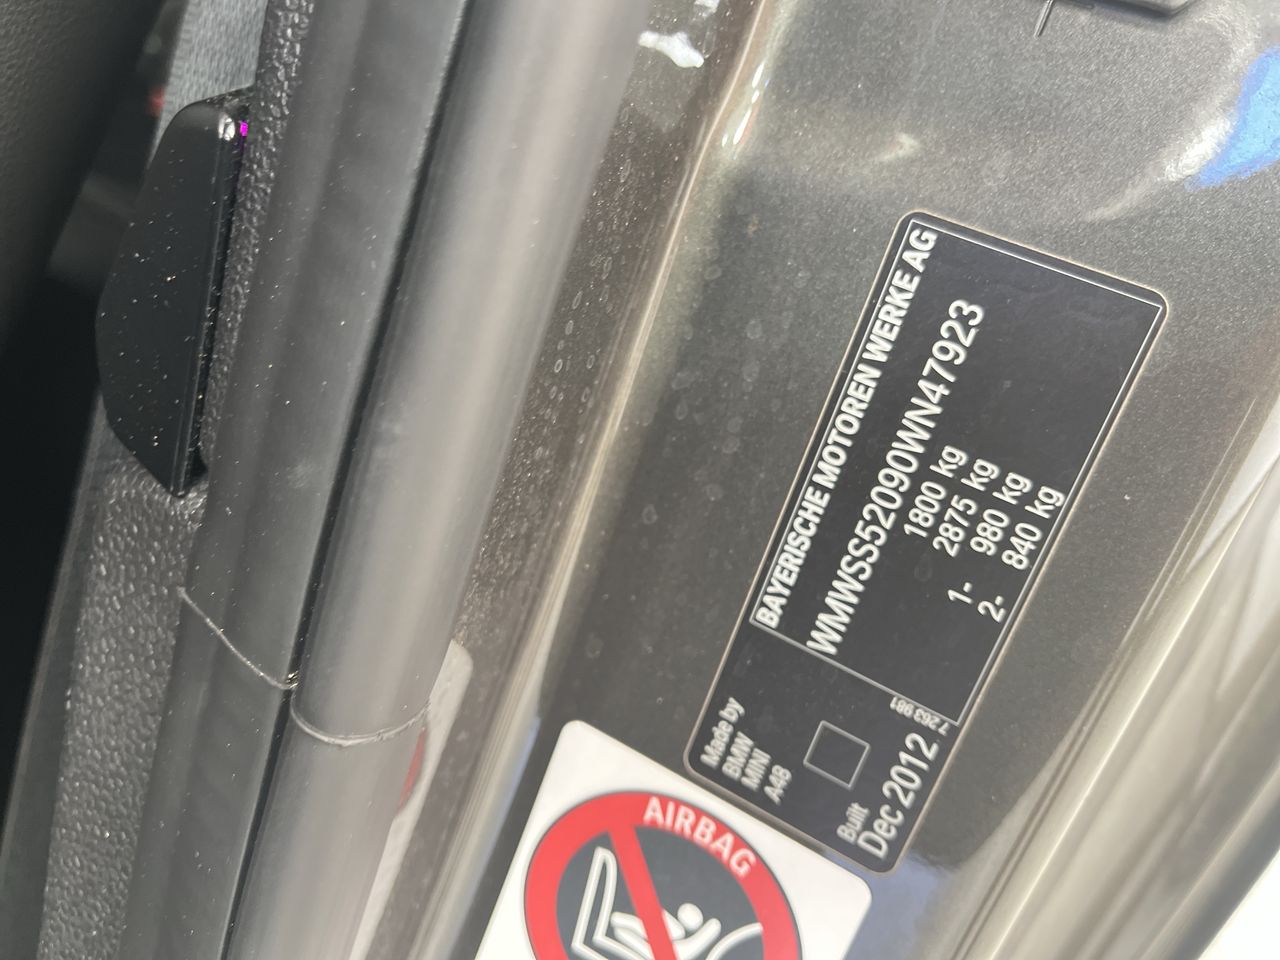 BAYERISCHE MOTOREN WERKE AG
WMWSS52090WN47923
1800 kg
2875 kg
1- 980 kg
2- 840 kg
Made by
BMW
MINI
A48
7 263 981
Built
Dec 2012
AIRBAG